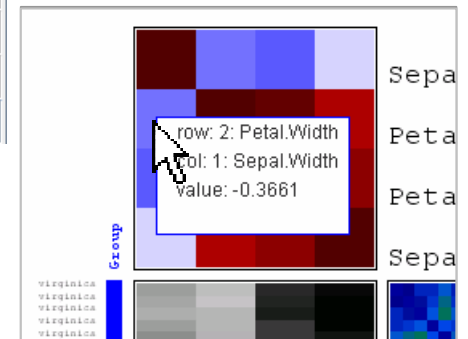 Sepa
row: 2: Petal.Width
Peta
col: 1: Sepal.Width
value: -0.3661
Peta
Group
Sepa
virginica
virginica
virginica
virginica
virginica